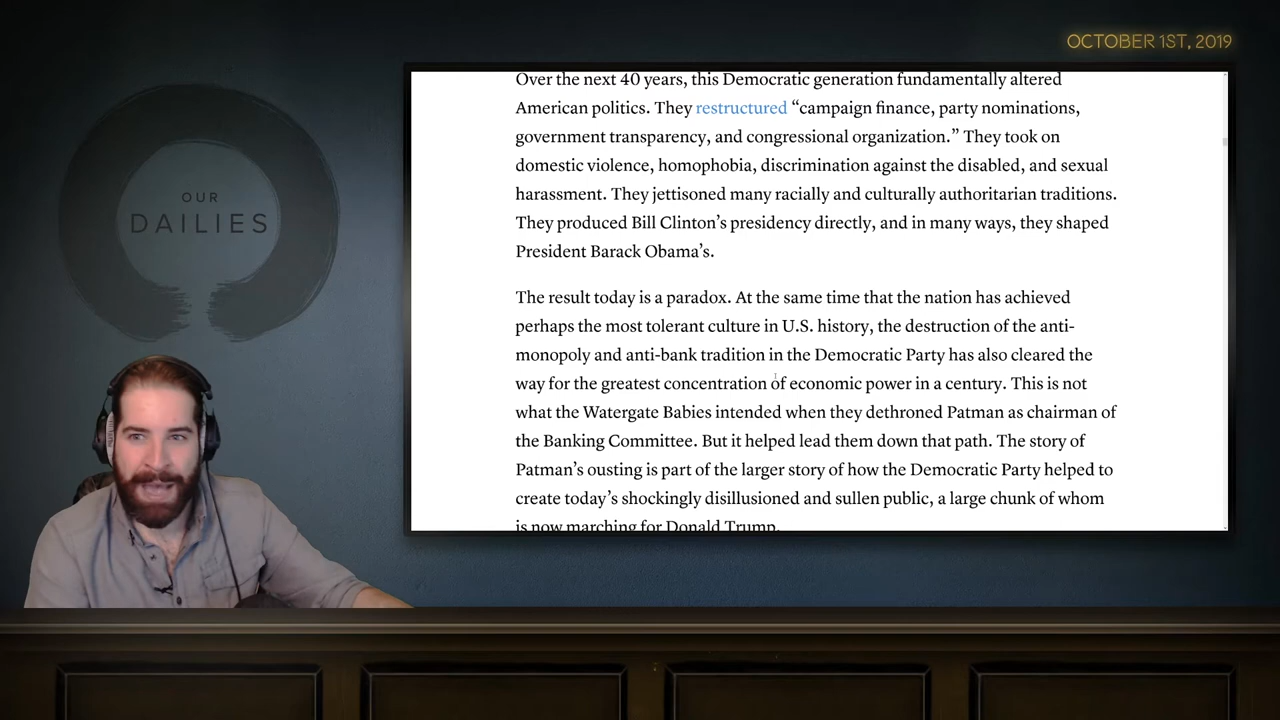 OCTOBER 1ST, 2019
OUR
DAILIES
Over the next 40 years, this Democratic generation fundamentally altered
American politics. They restructured “campaign finance, party nominations,
government transparency, and congressional organization.” They took on
domestic violence, homophobia, discrimination against the disabled, and sexual
harassment. They jettisoned many racially and culturally authoritarian traditions.
They produced Bill Clinton’s presidency directly, and in many ways, they shaped
President Barack Obama’s.
The result today is a paradox. At the same time that the nation has achieved
perhaps the most tolerant culture in U.S. history, the destruction of the anti-
monopoly and anti-bank tradition in the Democratic Party has also cleared the
way for the greatest concentration of economic power in a century. This is not
what the Watergate Babies intended when they dethroned Patman as chairman of
the Banking Committee. But it helped lead them down that path. The story of
Patman’s ousting is part of the larger story of how the Democratic Party helped to
create today’s shockingly disillusioned and sullen public, a large chunk of whom
is now marching for Donald Trump.